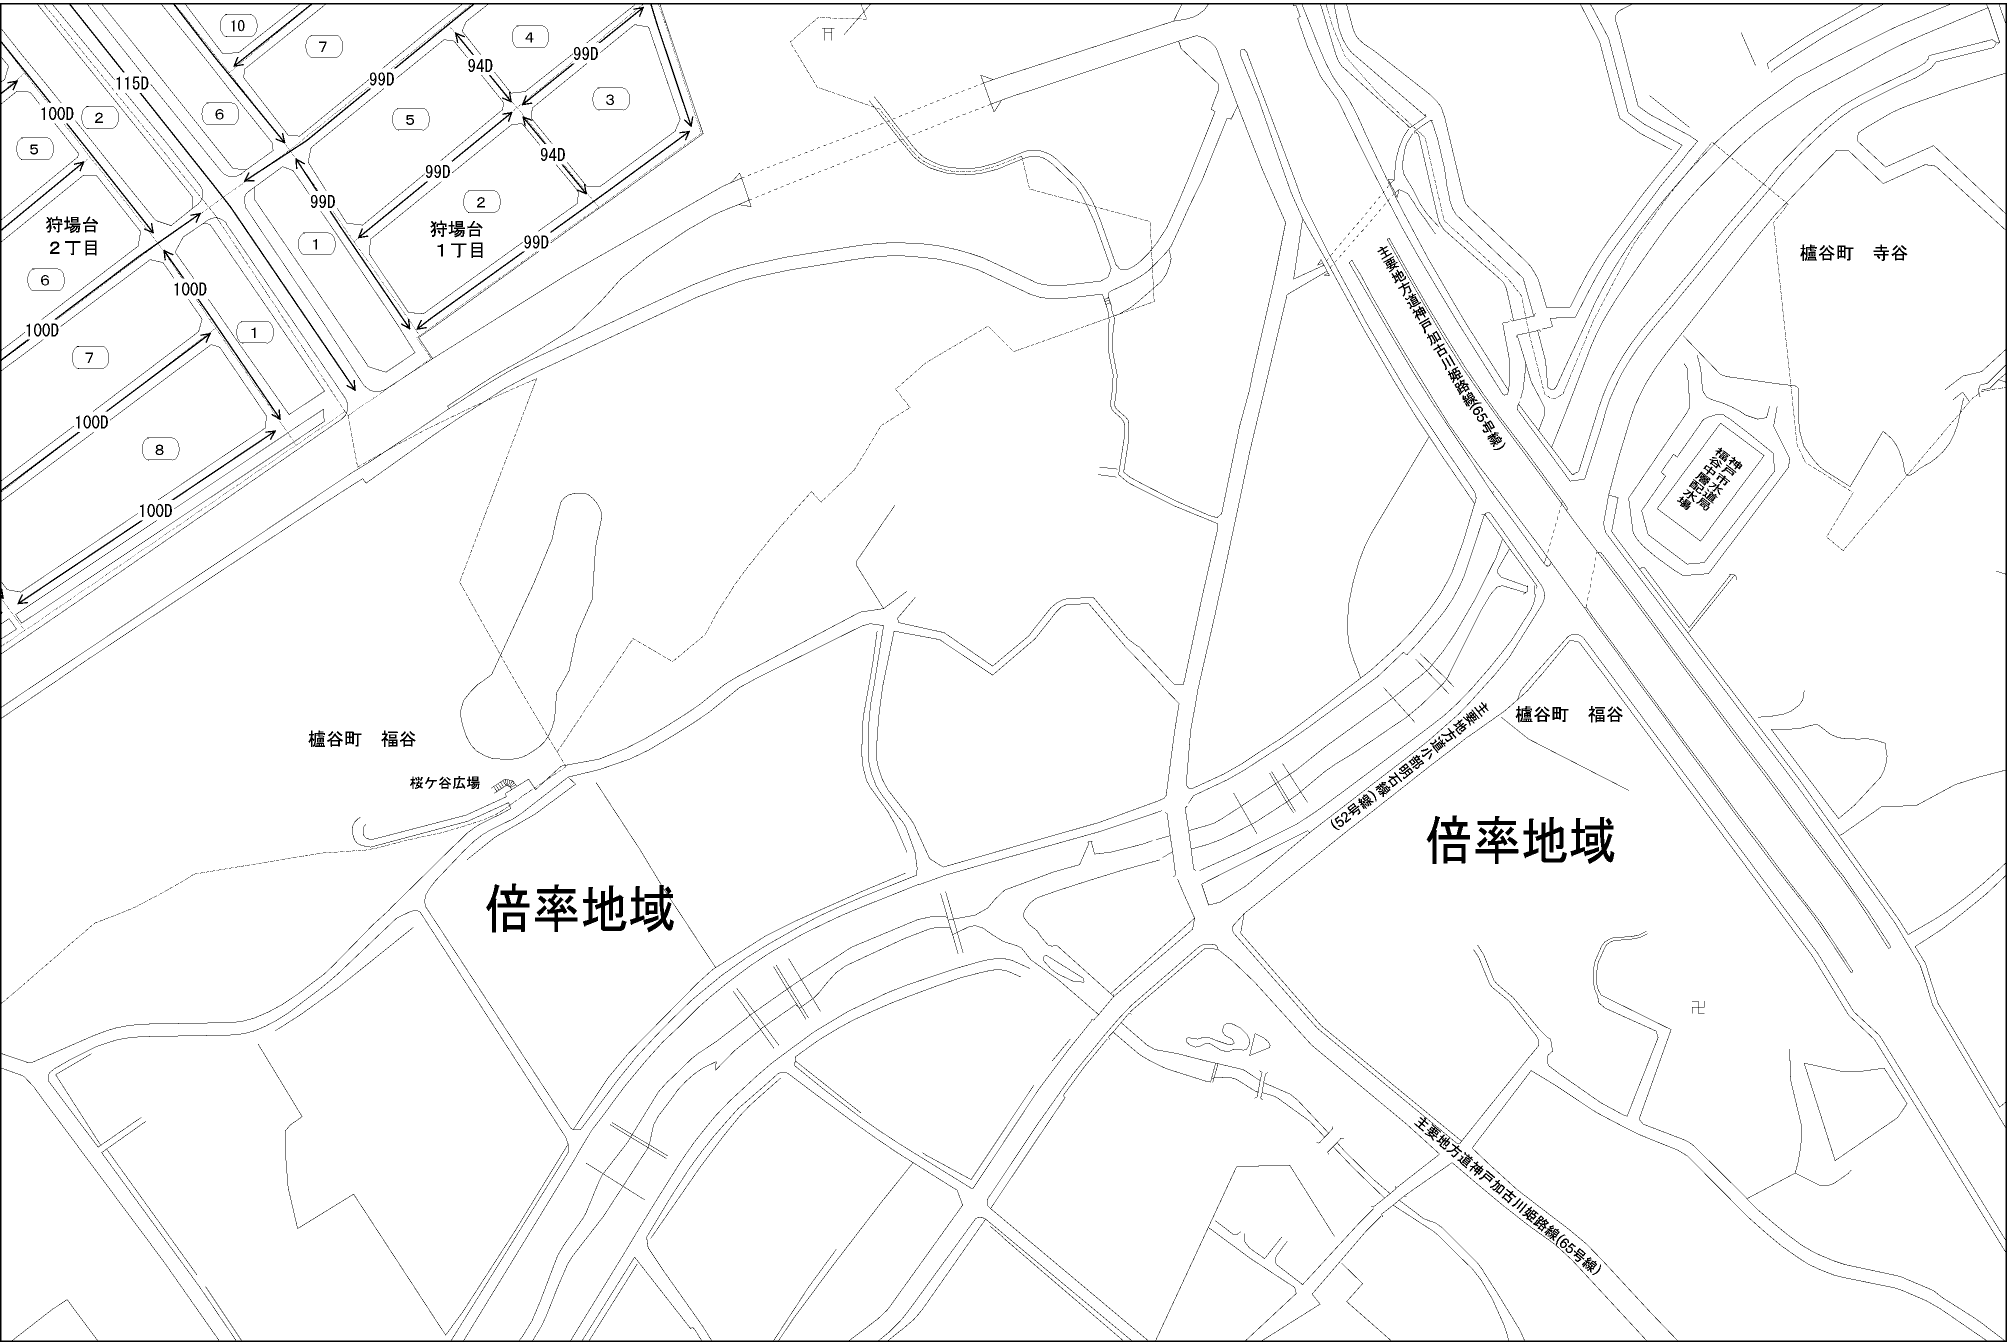 10
7
4
99D
94D
99D
115D
3
100D
2
6
5
5
94D
99D
99D
2
狩場台
2丁目
1
狩場台
1丁目
99D
6
100D
100D
1
7
100D
8
100D
主要地方道神戸加古川姫路線(65号線)
櫨谷町　寺谷
神戸市水道局
福谷中層配水場
櫨谷町　福谷
桜ケ谷広場
主要地方道小部明石線(52号線)
櫨谷町　福谷
倍率地域
倍率地域
主要地方道神戸加古川姫路線(65号線)